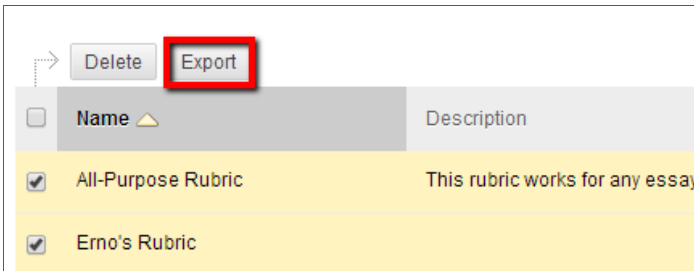 Delete Export
Name Description
All-Purpose Rubric This rubric works for any essay
Erno's Rubric